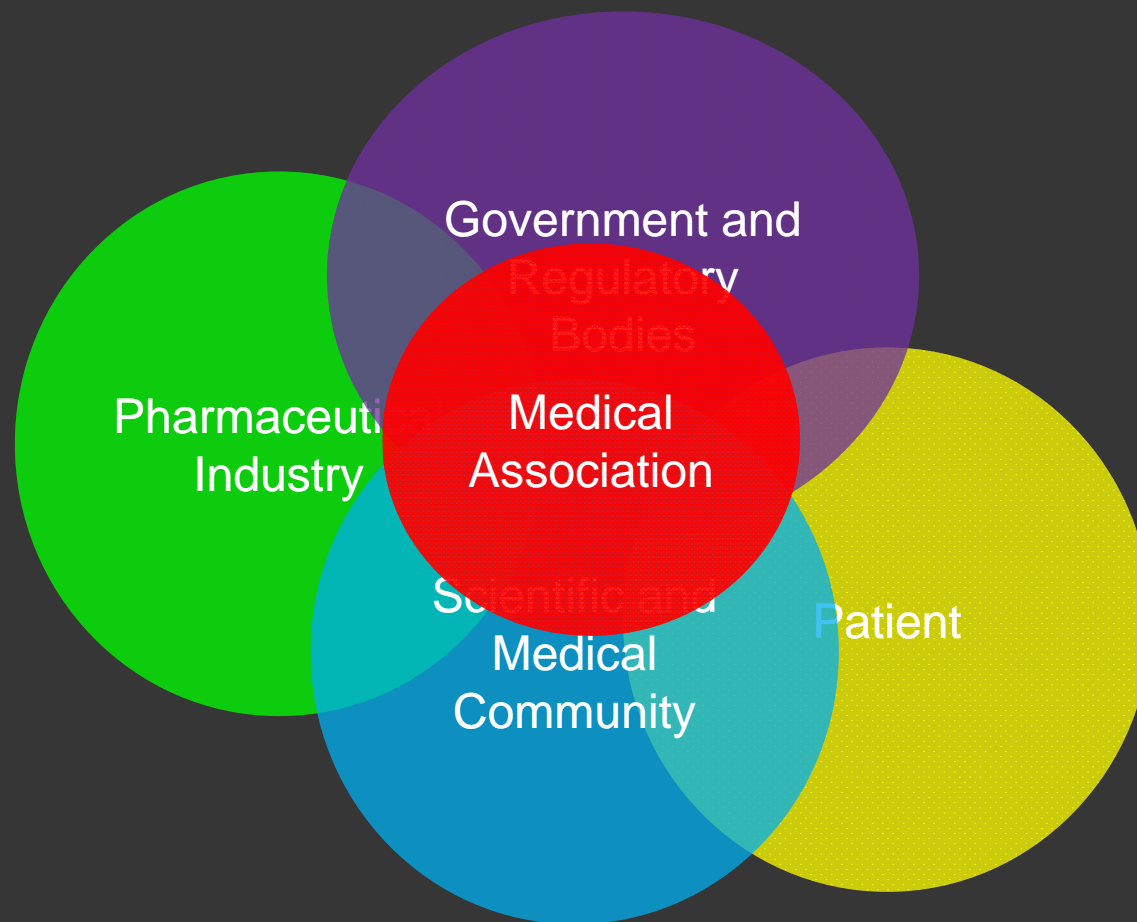 Government and
Regulatory
Bodies
Pharmaceutical
Industry
Medical
Association
Scientific and
Medical
Community
Patient